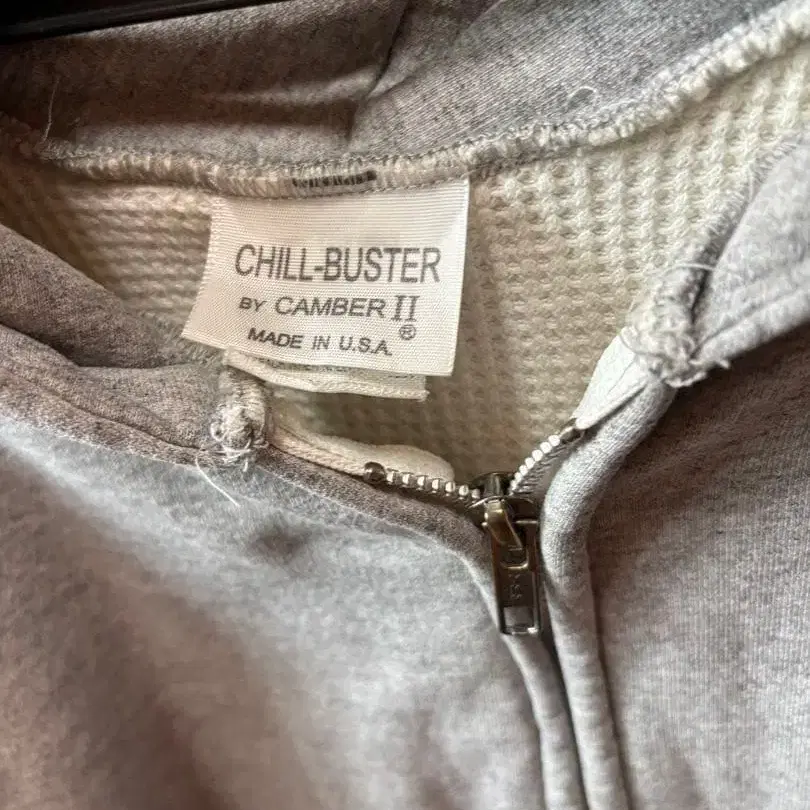 CHILL-BUSTER
BY CAMBER II
®
MADE IN U.S.A.